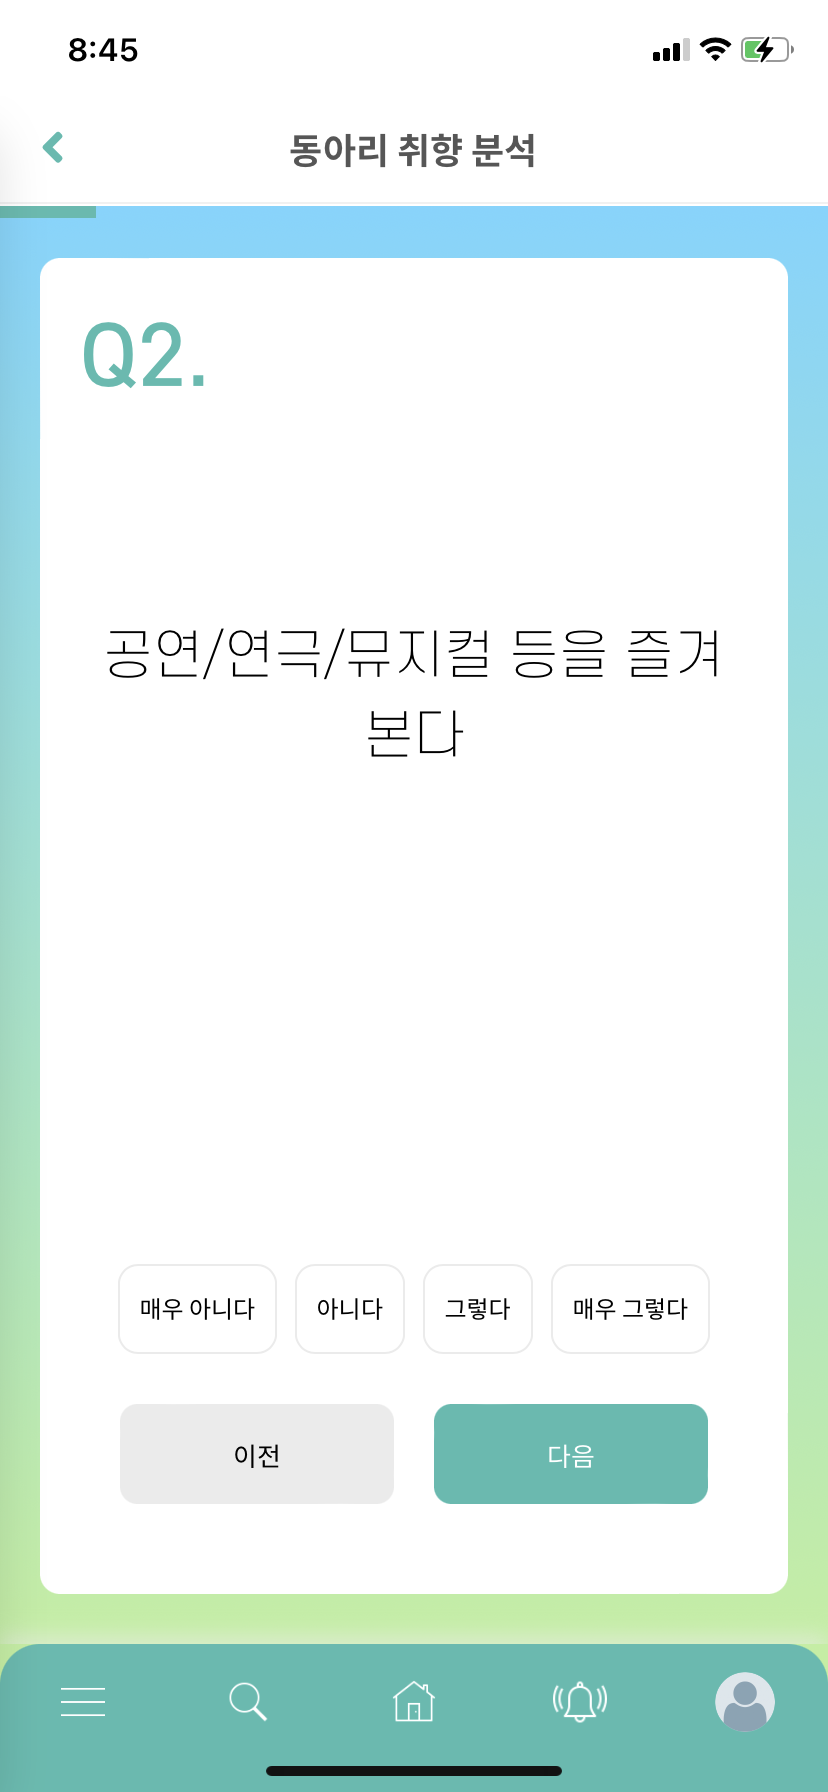 8:45
동아리 취향 분석
Q2.
공연/연극/뮤지컬 등을 즐겨
본다
매우 아니다
아니다
그렇다
매우 그렇다
이전
다음